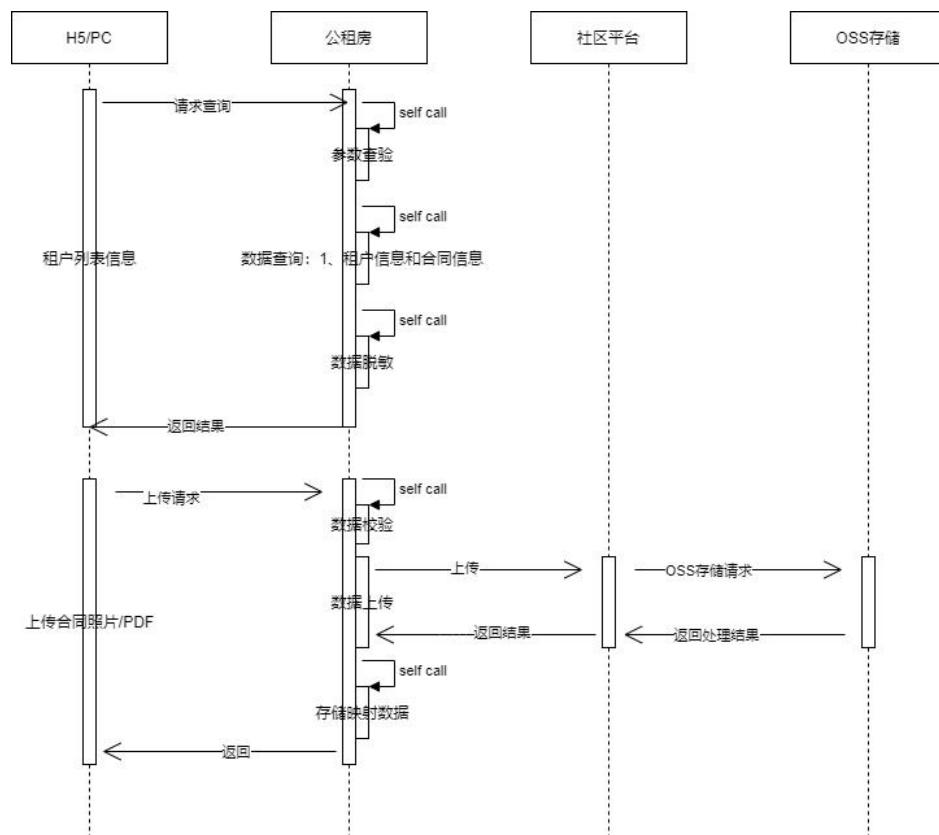 H5/PC
公租房
社区平台
OSS存储
请求查询
self call
参数查验
self call
租户列表信息
数据查询：1、租户信息和合同信息
self call
数据脱敏
返回结果
self call
上传请求
数据校验
上传
OSS存储请求
数据上传
上传合同照片/PDF
返回结果
返回处理结果
self call
存储映射数据
返回